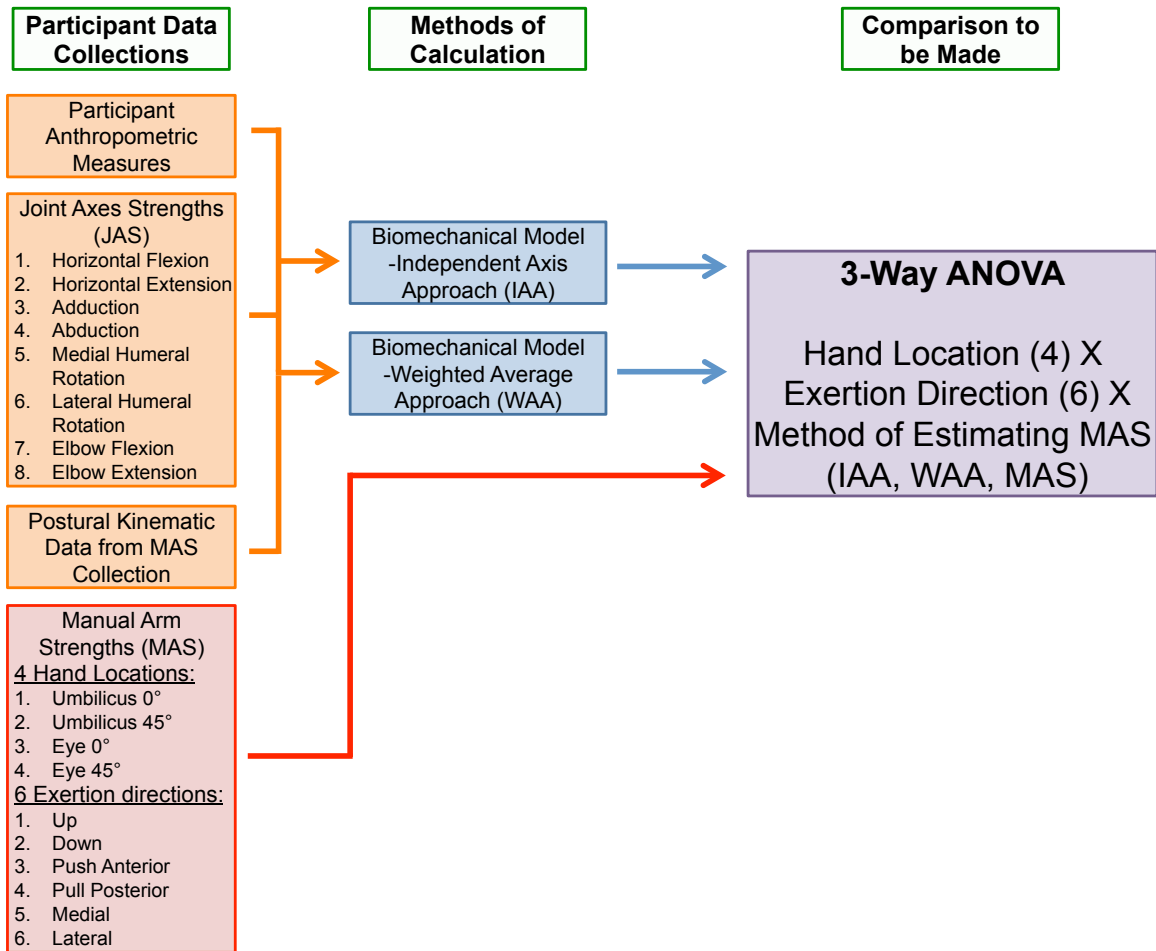 Participant Data
Collections
Methods of
Calculation
Comparison to
be Made
Participant
Anthropometric
Measures
Joint Axes Strengths
(JAS)
1. Horizontal Flexion
2. Horizontal Extension
3. Adduction
4. Abduction
5. Medial Humeral
Rotation
6. Lateral Humeral
Rotation
7. Elbow Flexion
8. Elbow Extension
Postural Kinematic
Data from MAS
Collection
Manual Arm
Strengths (MAS)
4 Hand Locations:
1. Umbilicus 0°
2. Umbilicus 45°
3. Eye 0°
4. Eye 45°
6 Exertion directions:
1. Up
2. Down
3. Push Anterior
4. Pull Posterior
5. Medial
6. Lateral
Biomechanical Model
-Independent Axis
Approach (IAA)
Biomechanical Model
-Weighted Average
Approach (WAA)
3-Way ANOVA
Hand Location (4) X
Exertion Direction (6) X
Method of Estimating MAS
(IAA, WAA, MAS)